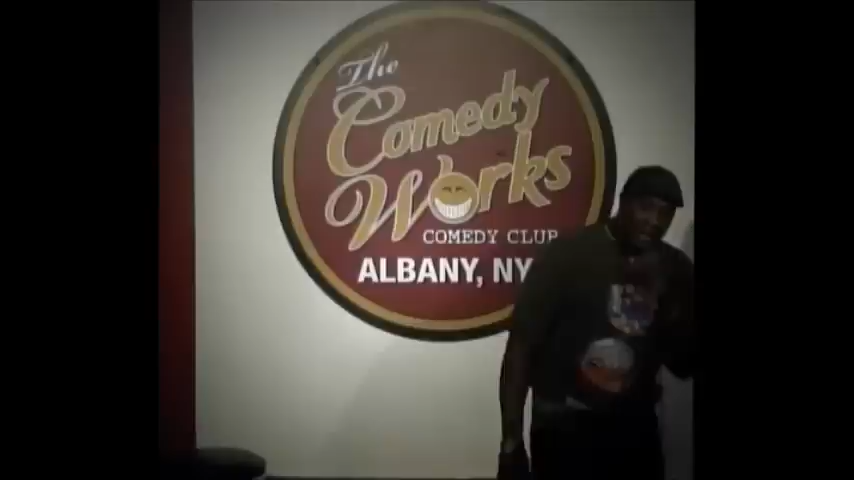 The
Comedy
Works
COMEDY CLUB
ALBANY, NY